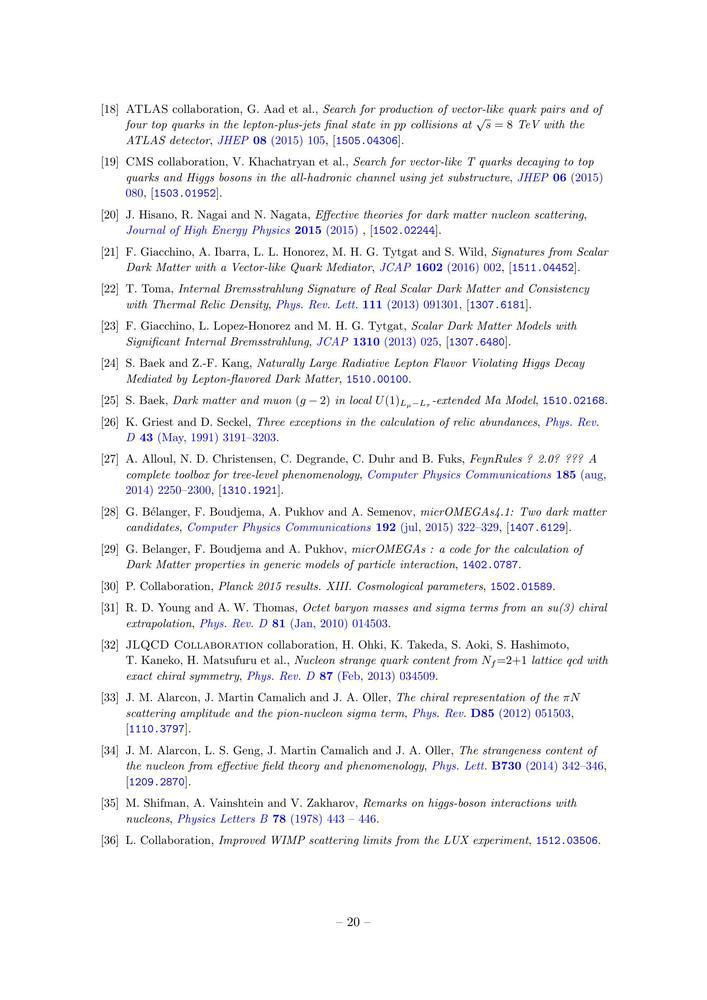 [18] ATLAS collaboration, G. Aad et al., Search for production of vector-like quark pairs and of
four top quarks in the lepton-plus-jets final state in pp collisions at √s = 8 TeV with the
ATLAS detector, JHEP 08 (2015) 105, [1505.04306].
[19] CMS collaboration, V. Khachatryan et al., Search for vector-like T quarks decaying to top
quarks and Higgs bosons in the all-hadronic channel using jet substructure, JHEP 06 (2015)
080, [1503.01952].
[20] J. Hisano, R. Nagai and N. Nagata, Effective theories for dark matter nucleon scattering,
Journal of High Energy Physics 2015 (2015) , [1502.02244].
[21] F. Giacchino, A. Ibarra, L. L. Honorez, M. H. G. Tytgat and S. Wild, Signatures from Scalar
Dark Matter with a Vector-like Quark Mediator, JCAP 1602 (2016) 002, [1511.04452].
[22] T. Toma, Internal Bremsstrahlung Signature of Real Scalar Dark Matter and Consistency
with Thermal Relic Density, Phys. Rev. Lett. 111 (2013) 091301, [1307.6181].
[23] F. Giacchino, L. Lopez-Honorez and M. H. G. Tytgat, Scalar Dark Matter Models with
Significant Internal Bremsstrahlung, JCAP 1310 (2013) 025, [1307.6480].
[24] S. Baek and Z.-F. Kang, Naturally Large Radiative Lepton Flavor Violating Higgs Decay
Mediated by Lepton-flavored Dark Matter, 1510.00100.
[25] S. Baek, Dark matter and muon (g − 2) in local U(1)Lμ−Lτ-extended Ma Model, 1510.02168.
[26] K. Griest and D. Seckel, Three exceptions in the calculation of relic abundances, Phys. Rev.
D 43 (May, 1991) 3191–3203.
[27] A. Alloul, N. D. Christensen, C. Degrande, C. Duhr and B. Fuks, FeynRules ? 2.0? ??? A
complete toolbox for tree-level phenomenology, Computer Physics Communications 185 (aug,
2014) 2250–2300, [1310.1921].
[28] G. Bélanger, F. Boudjema, A. Pukhov and A. Semenov, micrOMEGAs4.1: Two dark matter
candidates, Computer Physics Communications 192 (jul, 2015) 322–329, [1407.6129].
[29] G. Belanger, F. Boudjema and A. Pukhov, micrOMEGAs : a code for the calculation of
Dark Matter properties in generic models of particle interaction, 1402.0787.
[30] P. Collaboration, Planck 2015 results. XIII. Cosmological parameters, 1502.01589.
[31] R. D. Young and A. W. Thomas, Octet baryon masses and sigma terms from an su(3) chiral
extrapolation, Phys. Rev. D 81 (Jan, 2010) 014503.
[32] JLQCD Collaboration collaboration, H. Ohki, K. Takeda, S. Aoki, S. Hashimoto,
T. Kaneko, H. Matsufuru et al., Nucleon strange quark content from Nf=2+1 lattice qcd with
exact chiral symmetry, Phys. Rev. D 87 (Feb, 2013) 034509.
[33] J. M. Alarcon, J. Martin Camalich and J. A. Oller, The chiral representation of the πN
scattering amplitude and the pion-nucleon sigma term, Phys. Rev. D85 (2012) 051503,
[1110.3797].
[34] J. M. Alarcon, L. S. Geng, J. Martin Camalich and J. A. Oller, The strangeness content of
the nucleon from effective field theory and phenomenology, Phys. Lett. B730 (2014) 342–346,
[1209.2870].
[35] M. Shifman, A. Vainshtein and V. Zakharov, Remarks on higgs-boson interactions with
nucleons, Physics Letters B 78 (1978) 443 – 446.
[36] L. Collaboration, Improved WIMP scattering limits from the LUX experiment, 1512.03506.
– 20 –